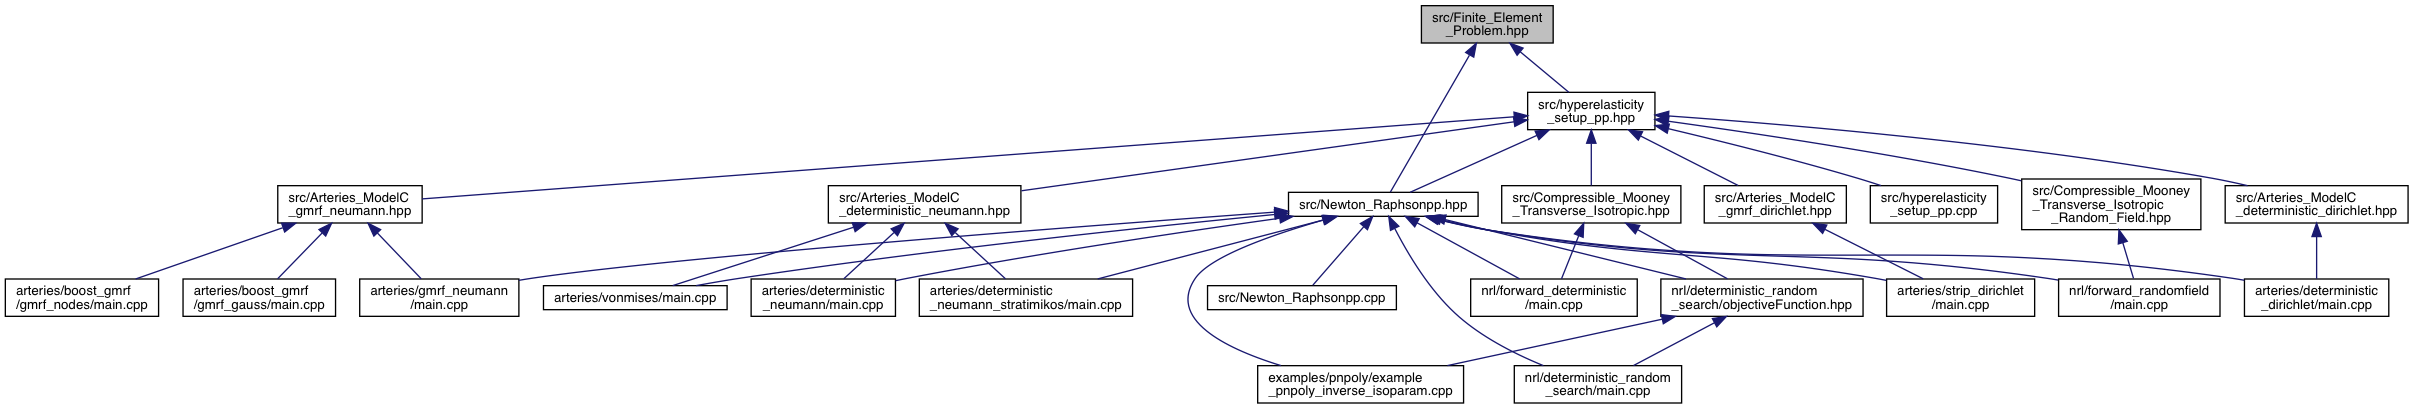 src/Finite_Element
_Problem.hpp
src/hyperelasticity
_setup_pp.hpp
src/Arteries_ModelC
_gmrf_neumann.hpp
src/Arteries_ModelC
_deterministic_neumann.hpp
src/Newton_Raphsonpp.hpp
src/Compressible_Mooney
_Transverse_Isotropic.hpp
src/Arteries_ModelC
_gmrf_dirichlet.hpp
src/hyperelasticity
_setup_pp.cpp
src/Compressible_Mooney
_Transverse_Isotropic
_Random_Field.hpp
src/Arteries_ModelC
_deterministic_dirichlet.hpp
arteries/boost_gmrf
/gmrf_nodes/main.cpp
arteries/boost_gmrf
/gmrf_gauss/main.cpp
arteries/gmrf_neumann
/main.cpp
arteries/vonmises/main.cpp
arteries/deterministic
_neumann/main.cpp
arteries/deterministic
_neumann_stratimikos/main.cpp
src/Newton_Raphsonpp.cpp
nrl/forward_deterministic
/main.cpp
nrl/deterministic_random
_search/objectiveFunction.hpp
arteries/strip_dirichlet
/main.cpp
nrl/forward_randomfield
/main.cpp
arteries/deterministic
_dirichlet/main.cpp
examples/pnpoly/example
_pnpoly_inverse_isoparam.cpp
nrl/deterministic_random
_search/main.cpp